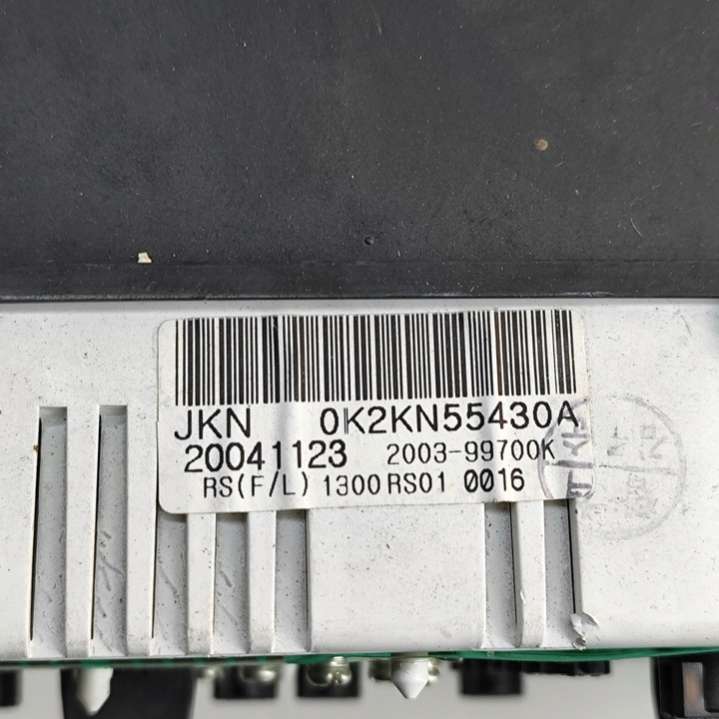 JKN 0K2KN55430A
20041123 2003-99700K
RS(F/L) 1300 RS01 0016